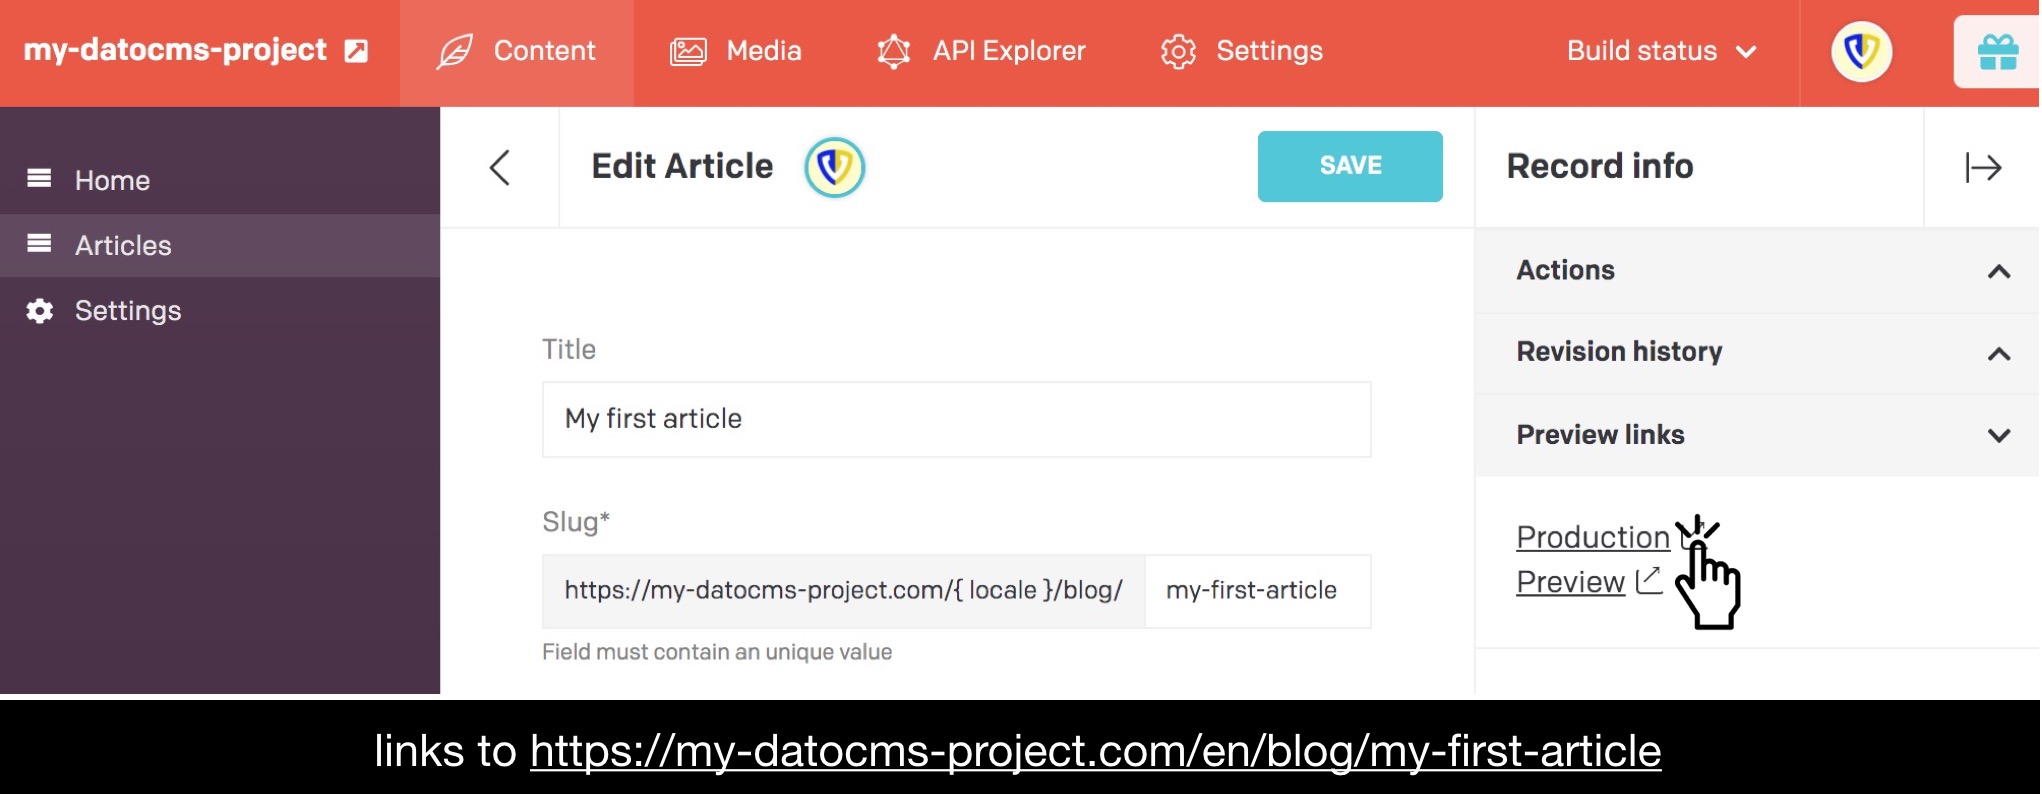 my-datocms-project
Content
Media
API Explorer
Settings
Build status
Home
Articles
Settings
Edit Article
SAVE
Record info
Actions
Revision history
Preview links
Title
My first article
Slug*
https://my-datocms-project.com/{ locale }/blog/ my-first-article
Field must contain an unique value
Production
Preview
links to https://my-datocms-project.com/en/blog/my-first-article